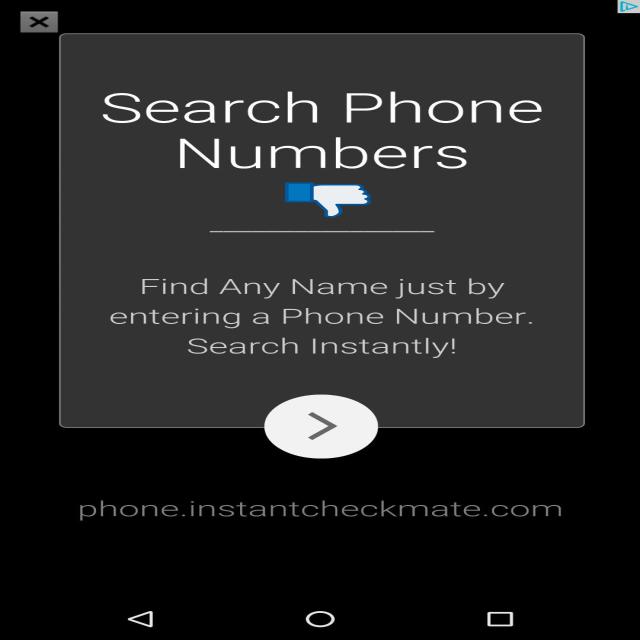 Search Phone
Numbers
Find Any Name just by
entering a Phone Number.
Search Instantly!
phone.instantcheckmate.com